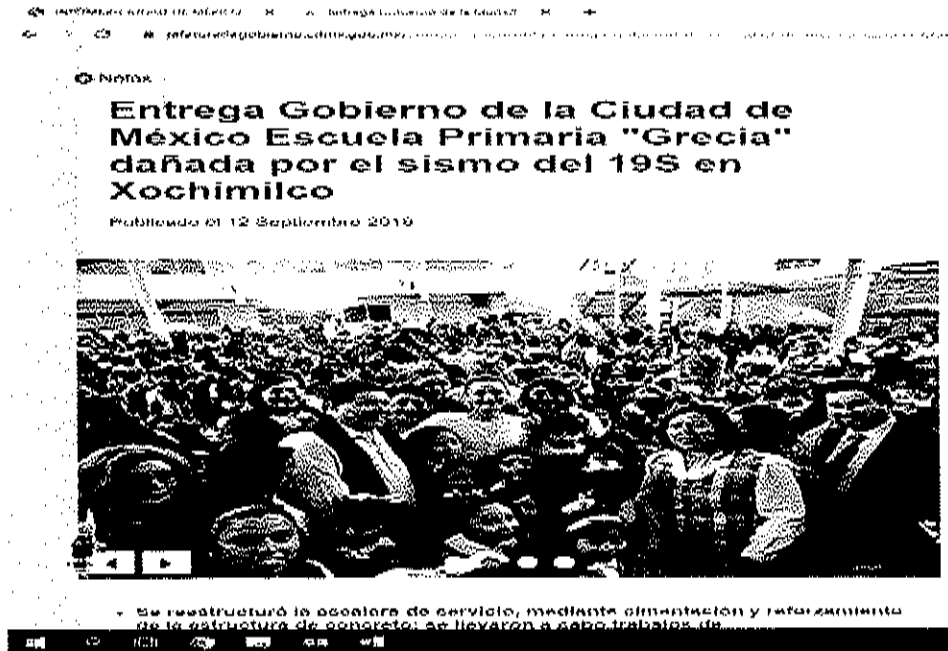 Notas
Entrega Gobierno de la Ciudad de
México Escuela Primaria "Grecia"
dañada por el sismo del 19S en
Xochimilco
Publicado el 12 Septiembre 2019
Se reestructuró la escalera de servicio, mediante cimentación y reforzamiento
de la estructura de concreto; se llevaron a cabo trabajos de